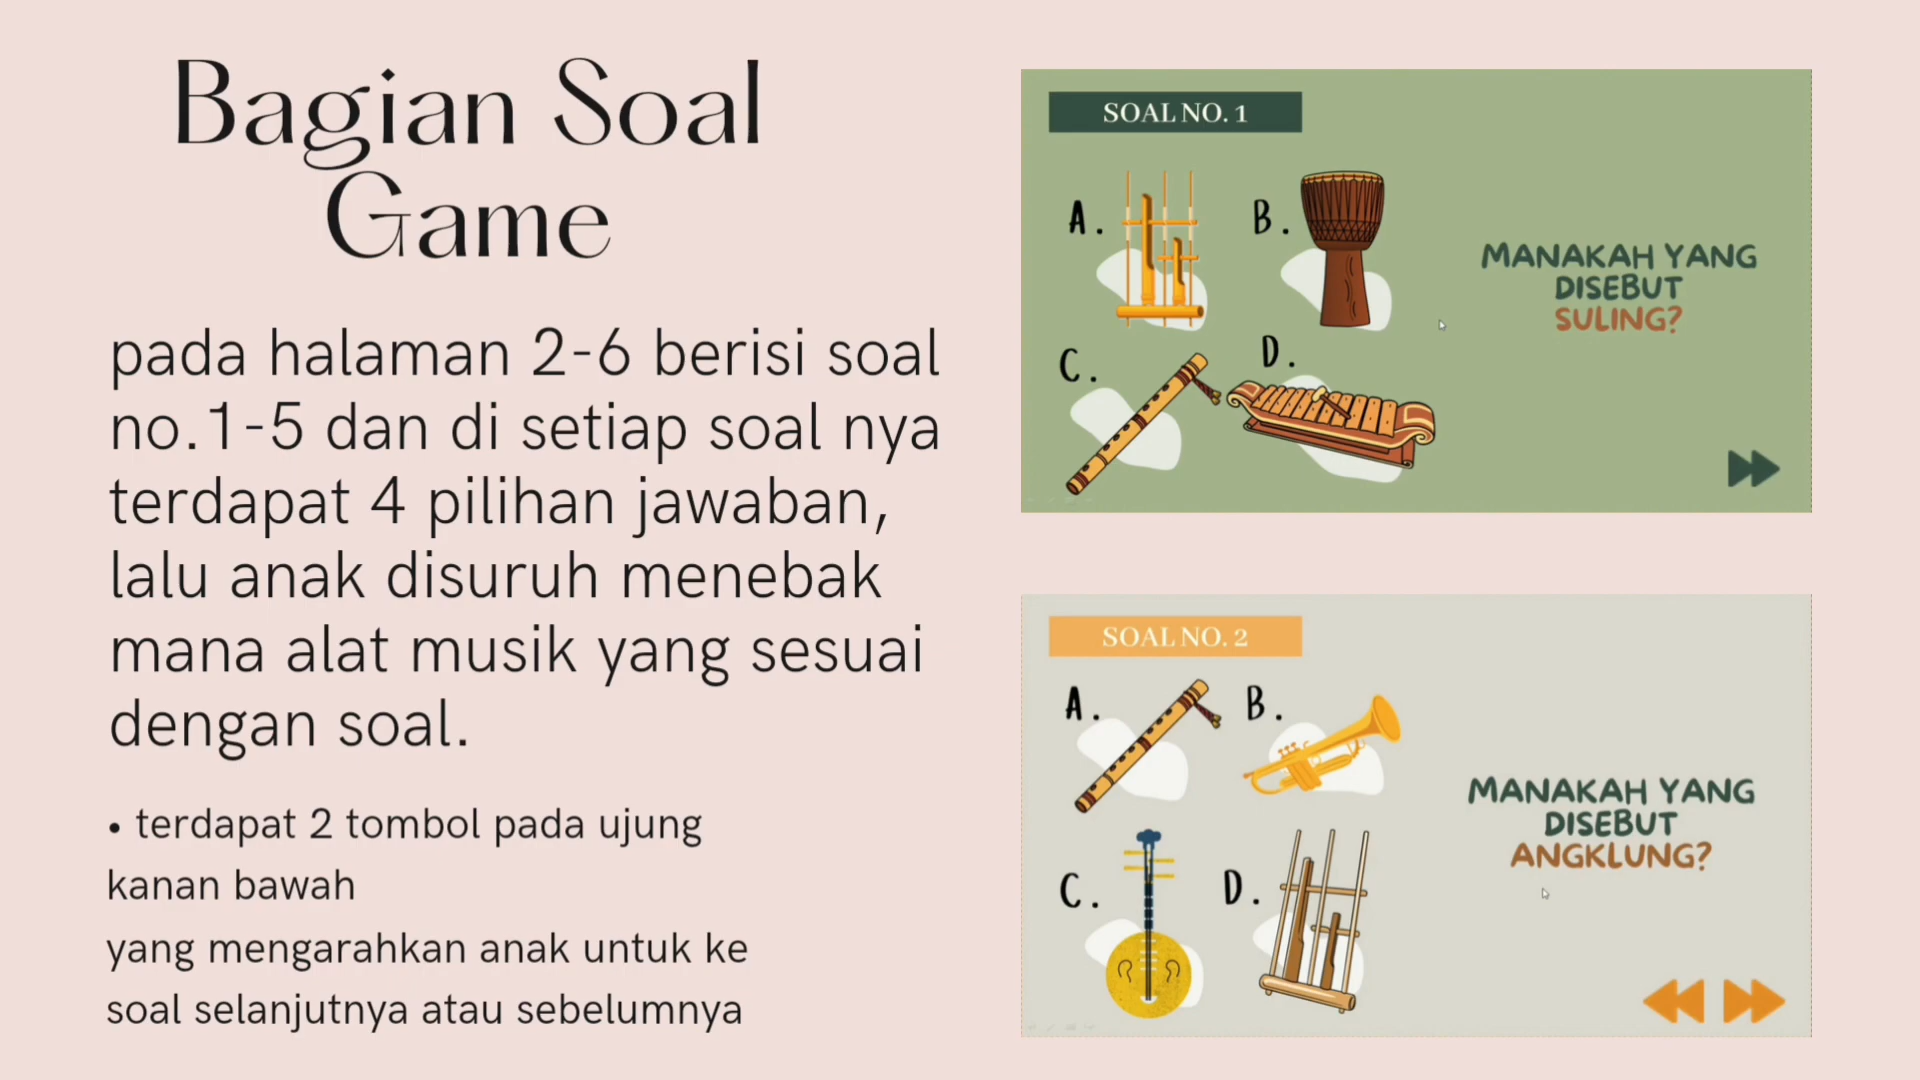 Bagian Soal
Game
pada halaman 2-6 berisi soal
no.1-5 dan di setiap soal nya
terdapat 4 pilihan jawaban,
lalu anak disuruh menebak
mana alat musik yang sesuai
dengan soal.
• terdapat 2 tombol pada ujung
kanan bawah
yang mengarahkan anak untuk ke
soal selanjutnya atau sebelumnya
SOAL NO. 1
A.
B.
C.
D.
MANAKAH YANG
DISEBUT
SULING?
SOAL NO. 2
A.
B.
C.
D.
MANAKAH YANG
DISEBUT
ANGKLUNG?